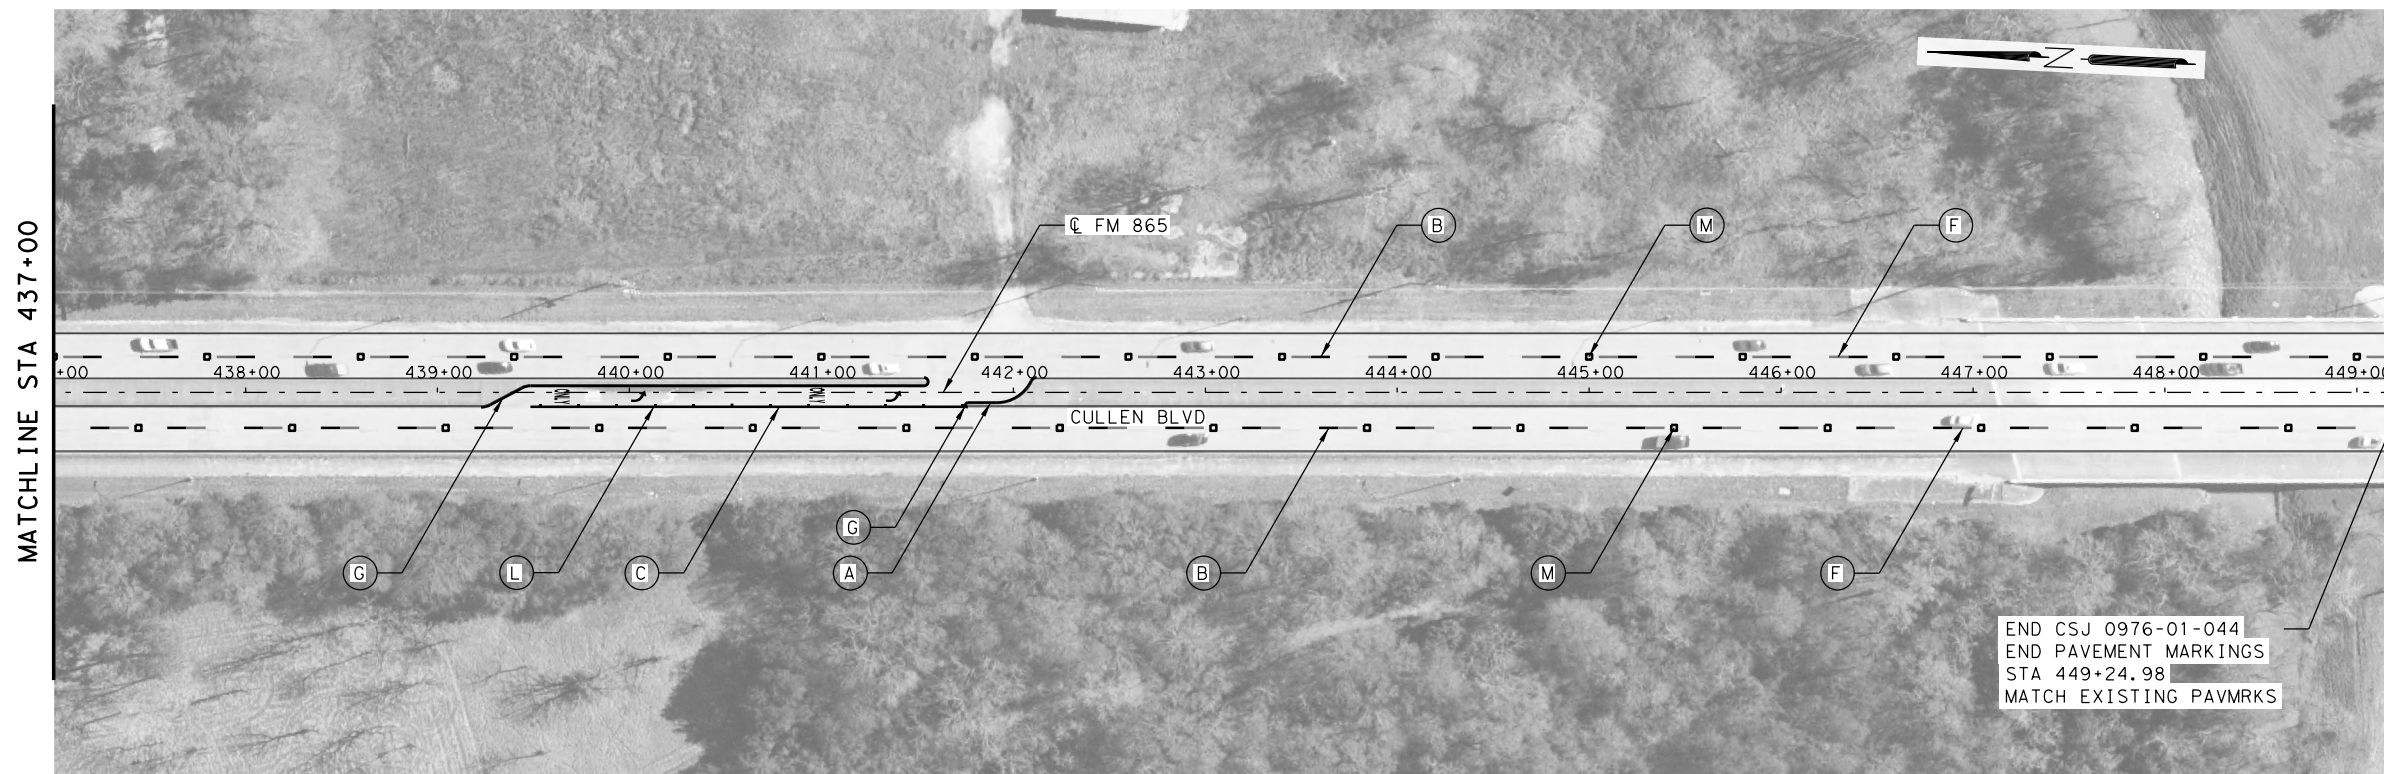 MATCHLINE STA 437+00
N
℄ FM 865
B
M
F
+00
438+00
439+00
440+00
441+00
442+00
443+00
444+00
445+00
446+00
447+00
448+00
449+00
ONLY
ONLY
CULLEN BLVD
G
G
L
C
A
B
M
F
END CSJ 0976-01-044
END PAVEMENT MARKINGS
STA 449+24.98
MATCH EXISTING PAVMRKS